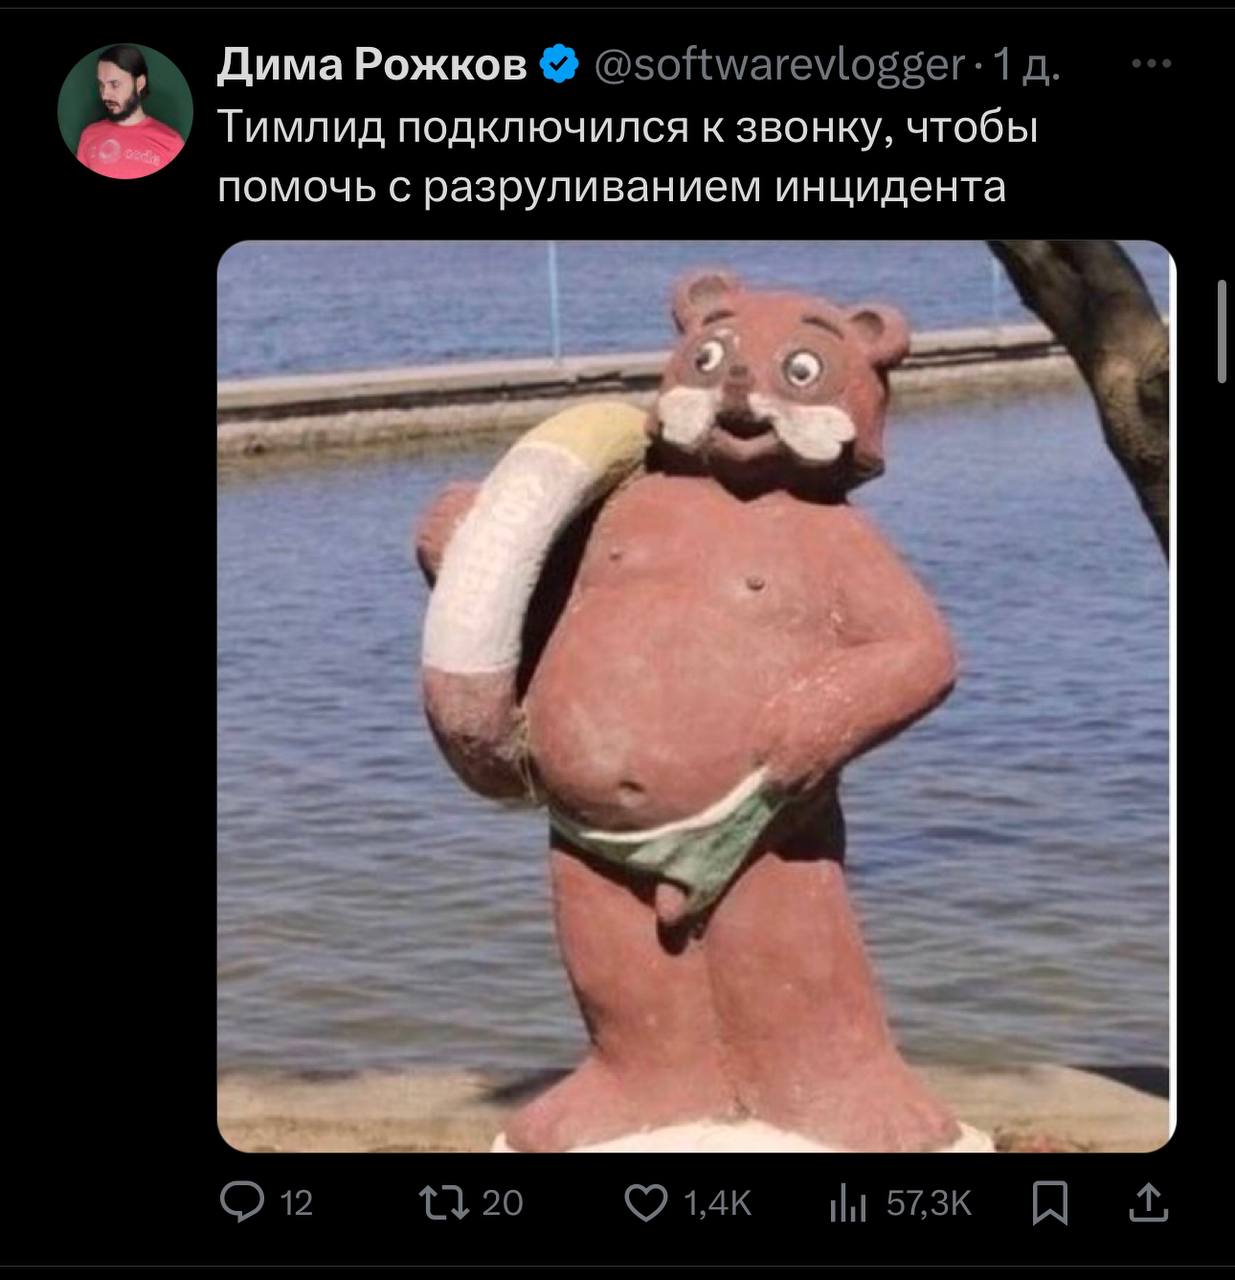 Дима Рожков @softwarevlogger · 1 д.
Тимлид подключился к звонку, чтобы
помочь с разруливанием инцидента
12 20 1,4K 57,3K